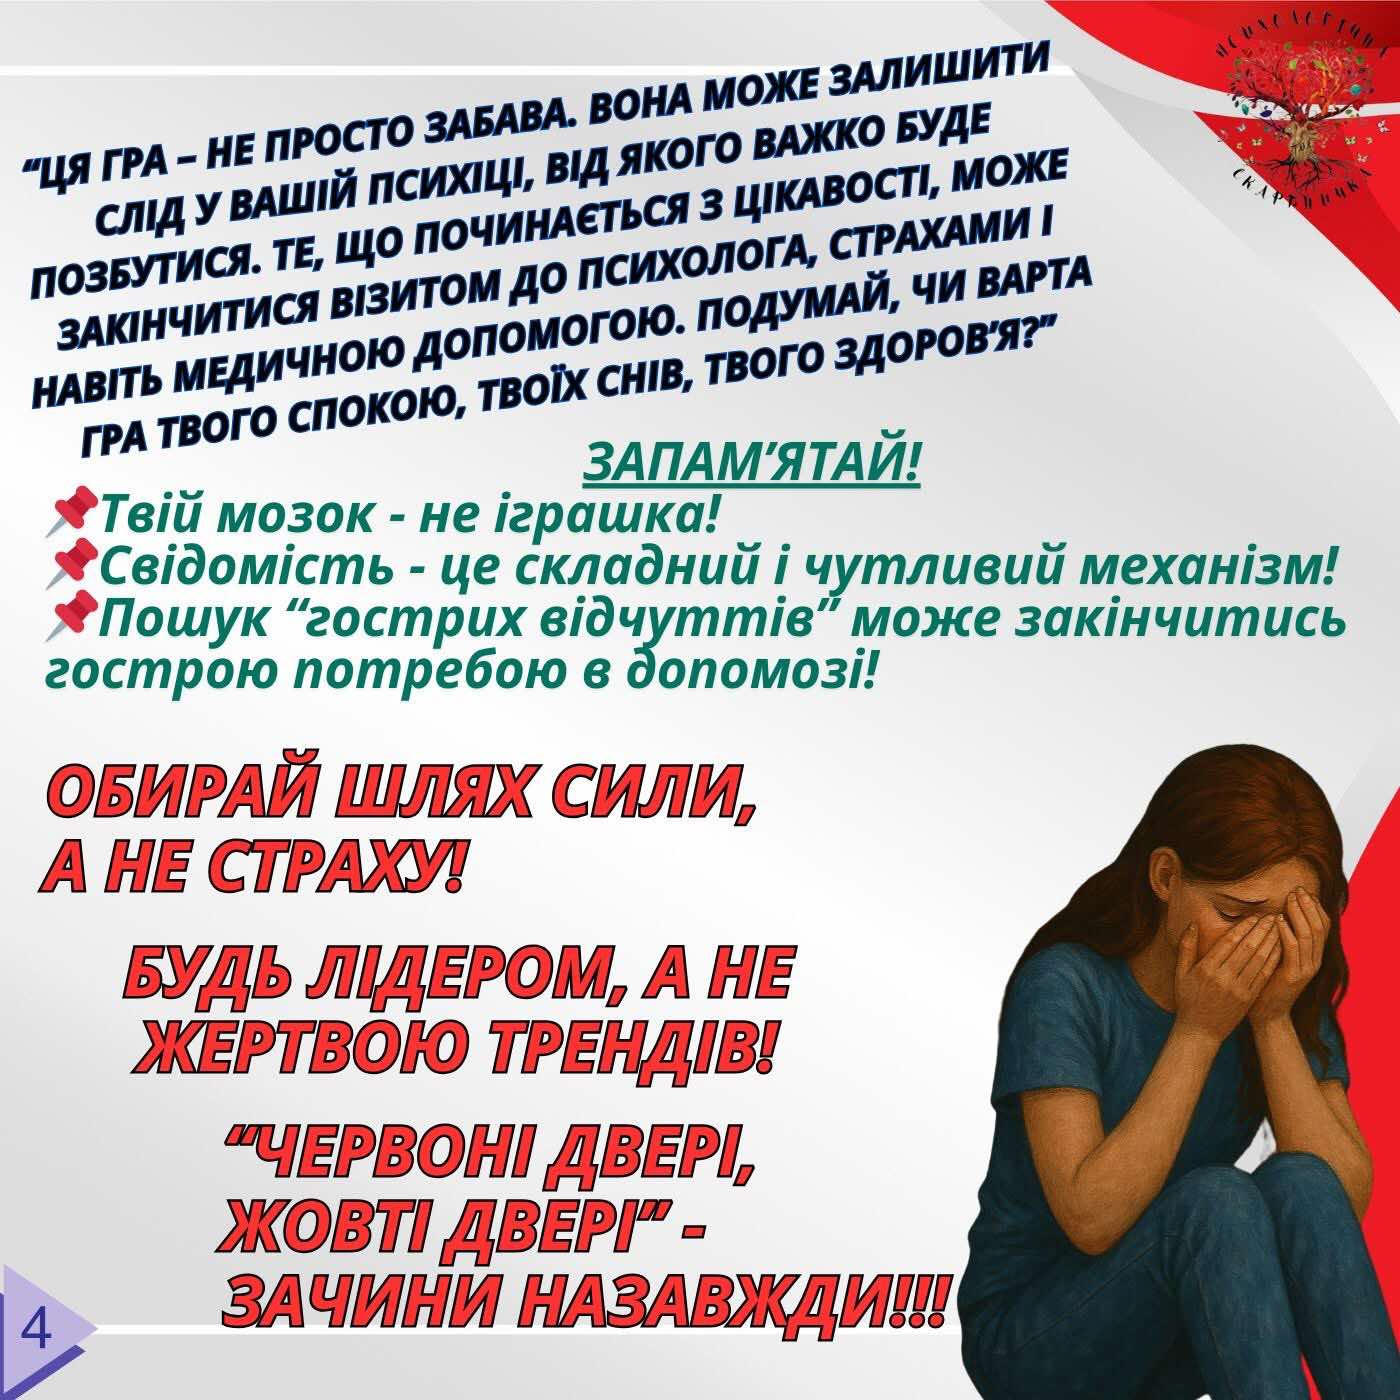 ПСИХОЛОГІЧНА
СКАРБНИЧКА
“ЦЯ ГРА – НЕ ПРОСТО ЗАБАВА. ВОНА МОЖЕ ЗАЛИШИТИ
СЛІД У ВАШІЙ ПСИХІЦІ, ВІД ЯКОГО ВАЖКО БУДЕ
ПОЗБУТИСЯ. ТЕ, ЩО ПОЧИНАЄТЬСЯ З ЦІКАВОСТІ, МОЖЕ
ЗАКІНЧИТИСЯ ВІЗИТОМ ДО ПСИХОЛОГА, СТРАХАМИ І
НАВІТЬ МЕДИЧНОЮ ДОПОМОГОЮ. ПОДУМАЙ, ЧИ ВАРТА
ГРА ТВОГО СПОКОЮ, ТВОЇХ СНІВ, ТВОГО ЗДОРОВ’Я?”
ЗАПАМ’ЯТАЙ!
Твій мозок - не іграшка!
Свідомість - це складний і чутливий механізм!
Пошук “гострих відчуттів” може закінчитись
гострою потребою в допомозі!
ОБИРАЙ ШЛЯХ СИЛИ,
А НЕ СТРАХУ!
БУДЬ ЛІДЕРОМ, А НЕ
ЖЕРТВОЮ ТРЕНДІВ!
“ЧЕРВОНІ ДВЕРІ,
ЖОВТІ ДВЕРІ” -
ЗАЧИНИ НАЗАВЖДИ!!!
4